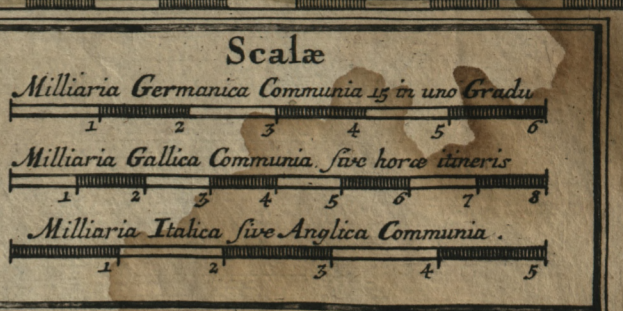 Scalæ
Milliaria Germanica Communia 15 in uno Gradu
1 2 3 4 5 6
Milliaria Gallica Communia. ſive horæ itineris
1 2 3 4 5 6 7 8
Milliaria Italica ſive Anglica Communia.
1 2 3 4 5